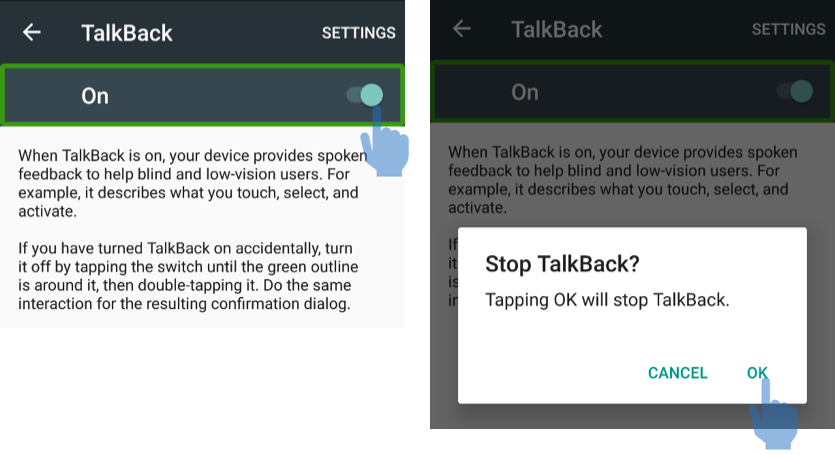 TalkBack
SETTINGS
On
When TalkBack is on, your device provides spoken
feedback to help blind and low-vision users. For
example, it describes what you touch, select, and
activate.
If you have turned TalkBack on accidentally, turn
it off by tapping the switch until the green outline
is around it, then double-tapping it. Do the same
interaction for the resulting confirmation dialog.
TalkBack
SETTINGS
On
When TalkBack is on, your device provides spoken
feedback to help blind and low-vision users. For
example, it describes what you touch, select, and
activate.
If
it
is
in
Stop TalkBack?
Tapping OK will stop TalkBack.
CANCEL
OK